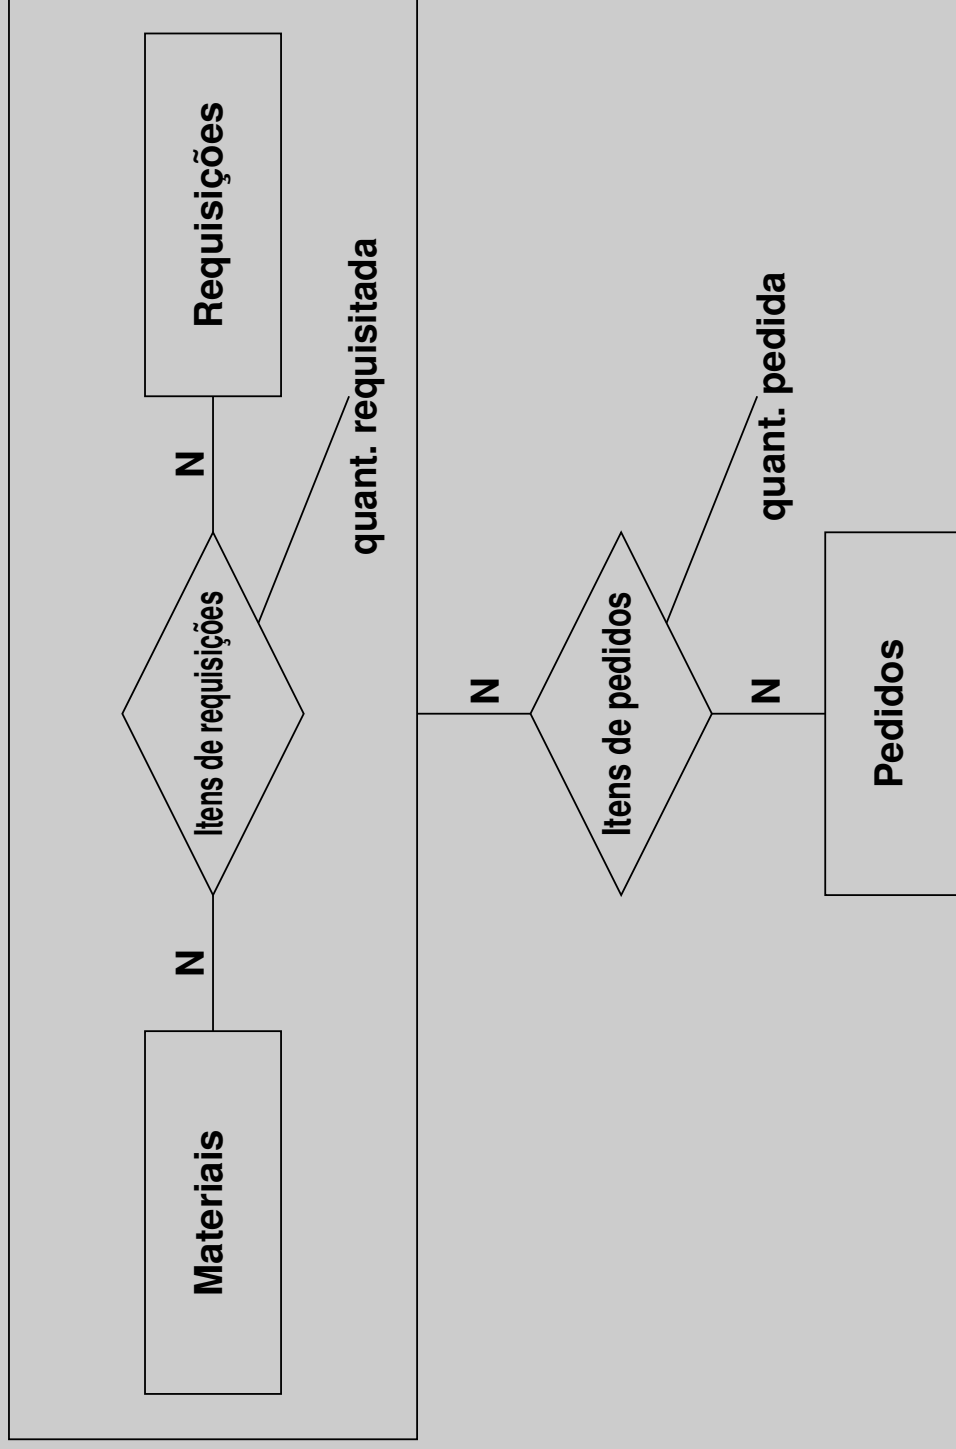 Materiais
N
Itens de requisições
N
Requisições
quant. requisitada
N
Itens de pedidos
quant. pedida
N
Pedidos